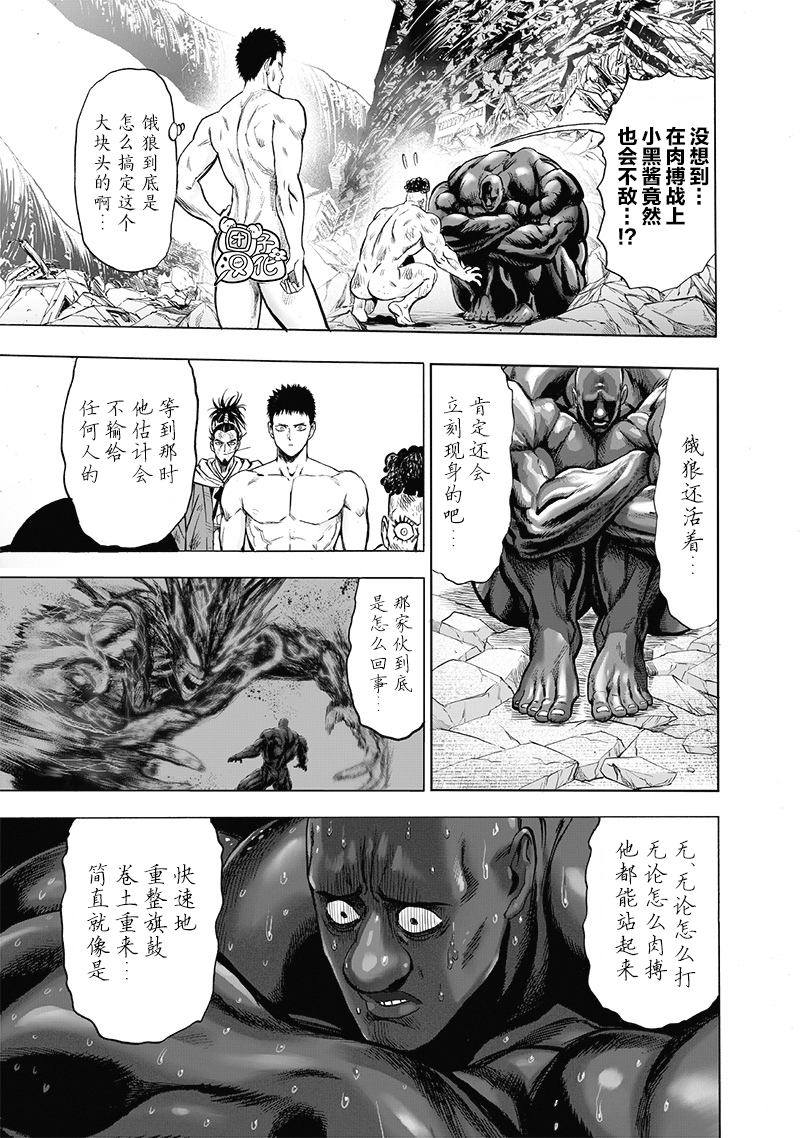 没想到…
在肉搏战上
小黑酱竟然
也会不敌…!?
饿狼到底是
怎么搞定这个
大块头的啊…
团子
汉化
饿狼还活着…
肯定还会
立刻现身的吧…
等到那时
他估计会
不输给
任何人的
那家伙到底
是怎么回事…
无、无论怎么打
无论怎么肉搏
他都能站起来
快速地
重整旗鼓
卷土重来…
简直就像是